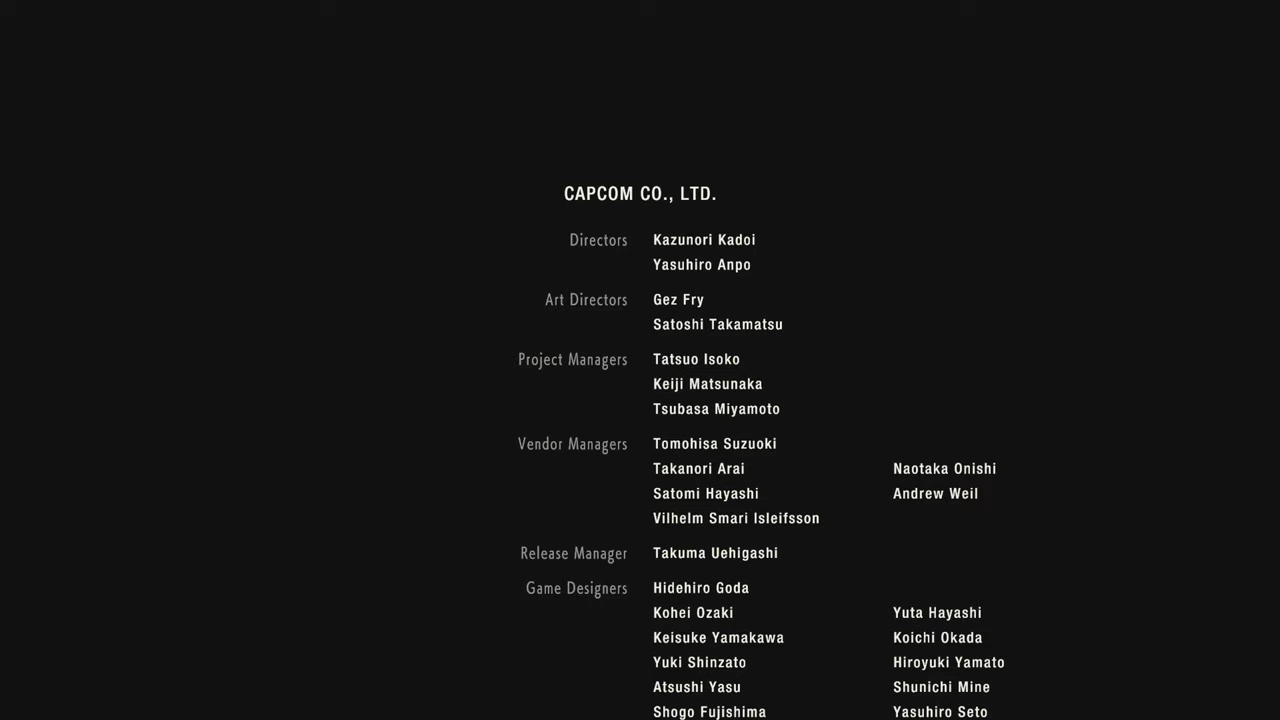 CAPCOM CO., LTD.
Directors Kazunori Kadoi
Yasuhiro Anpo
Art Directors Gez Fry
Satoshi Takamatsu
Project Managers Tatsuo Isoko
Keiji Matsunaka
Tsubasa Miyamoto
Vendor Managers Tomohisa Suzuoki
Takanori Arai Naotaka Onishi
Satomi Hayashi Andrew Weil
Vilhelm Smari Isleifsson
Release Manager Takuma Uehigashi
Game Designers Hidehiro Goda
Kohei Ozaki Yuta Hayashi
Keisuke Yamakawa Koichi Okada
Yuki Shinzato Hiroyuki Yamato
Atsushi Yasu Shunichi Mine
Shogo Fujishima Yasuhiro Seto